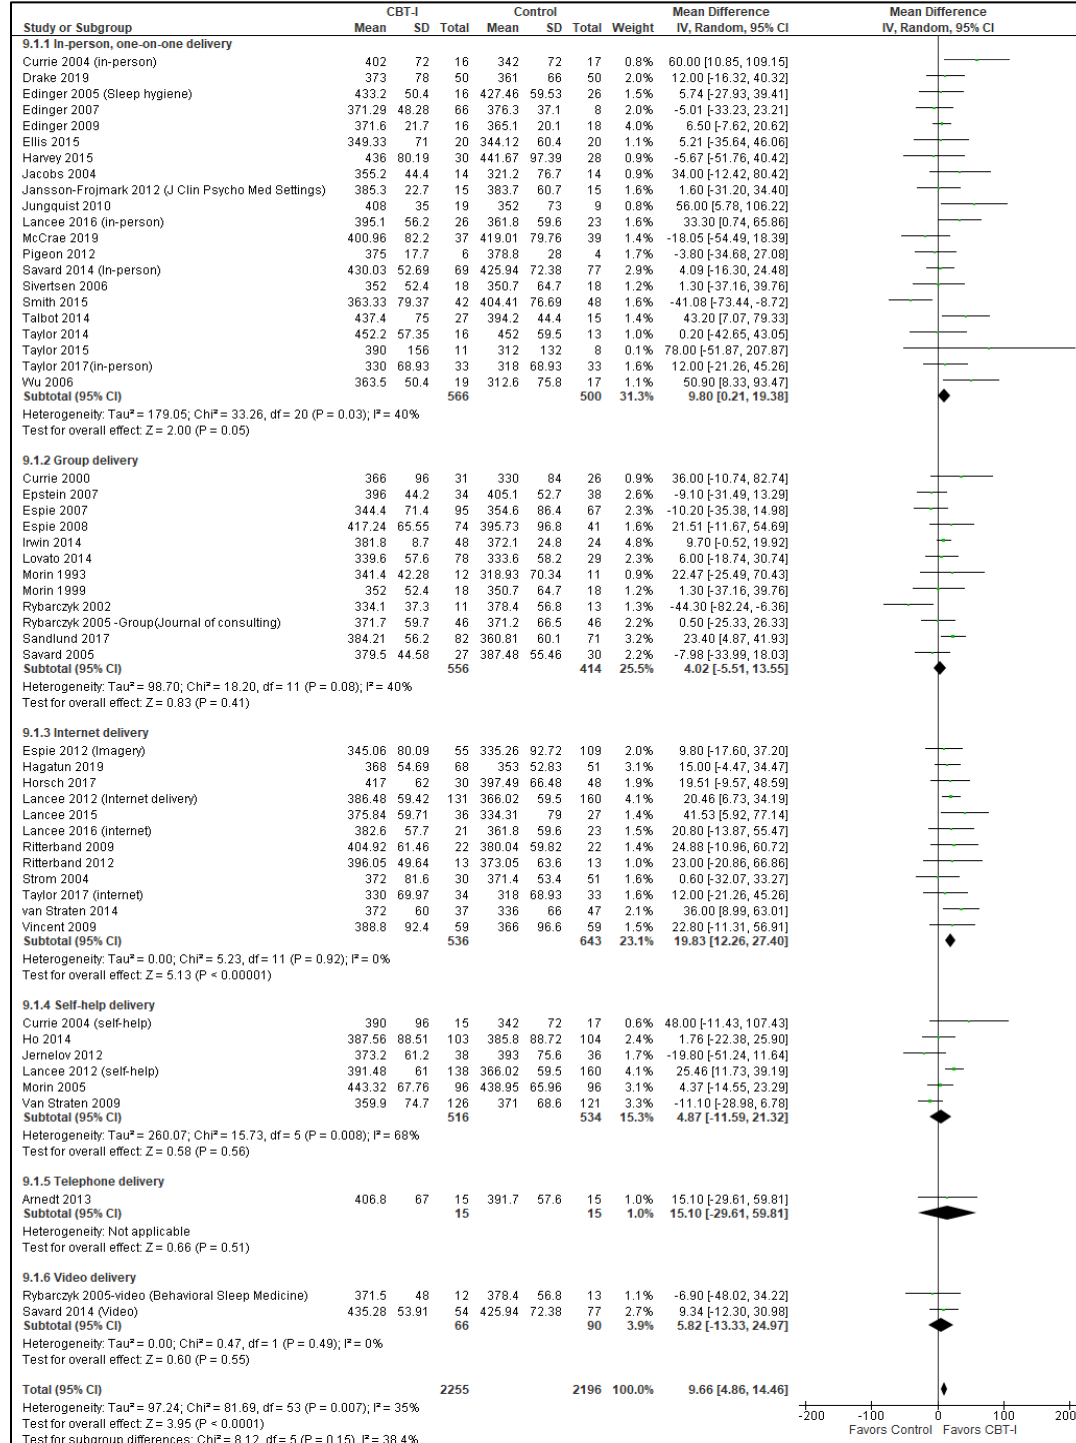 CBT-I Control Mean Difference Mean Difference
Study or Subgroup Mean SD Total Mean SD Total Weight IV, Random, 95% CI IV, Random, 95% CI
9.1.1 In-person, one-on-one delivery
Currie 2004 (in-person) 402 72 16 342 72 17 0.8% 60.00 [10.85, 109.15]
Drake 2019 373 78 50 361 66 50 2.0% 12.00 [-16.32, 40.32]
Edinger 2005 (Sleep hygiene) 433.2 50.4 16 427.46 59.53 26 1.5% 5.74 [-27.93, 39.41]
Edinger 2007 371.29 48.28 66 376.3 37.1 8 2.0% -5.01 [-33.23, 23.21]
Edinger 2009 371.6 21.7 16 365.1 20.1 18 4.0% 6.50 [-7.62, 20.62]
Ellis 2015 349.33 71 20 344.12 60.4 20 1.1% 5.21 [-35.64, 46.06]
Harvey 2015 436 80.19 30 441.67 97.39 28 0.9% -5.67 [-51.76, 40.42]
Jacobs 2004 355.2 44.4 14 321.2 76.7 14 0.9% 34.00 [-12.42, 80.42]
Jansson-Frojmark 2012 (J Clin Psycho Med Settings) 385.3 22.7 15 383.7 60.7 15 1.6% 1.60 [-31.20, 34.40]
Jungquist 2010 408 35 19 352 73 9 0.8% 56.00 [5.78, 106.22]
Lancee 2016 (in-person) 395.1 56.2 26 361.8 59.6 23 1.6% 33.30 [0.74, 65.86]
McCrae 2019 400.96 82.2 37 419.01 79.76 39 1.4% -18.05 [-54.49, 18.39]
Pigeon 2012 375 17.7 6 378.8 28 4 1.7% -3.80 [-34.68, 27.08]
Savard 2014 (In-person) 430.03 52.69 69 425.94 72.38 77 2.9% 4.09 [-16.30, 24.48]
Sivertsen 2006 352 52.4 18 350.7 64.7 18 1.2% 1.30 [-37.16, 39.76]
Smith 2015 363.33 79.37 42 404.41 76.69 48 1.6% -41.08 [-73.44, -8.72]
Talbot 2014 437.4 75 27 394.2 44.4 15 1.4% 43.20 [7.07, 79.33]
Taylor 2014 452.2 57.35 16 452 59.5 13 1.0% 0.20 [-42.65, 43.05]
Taylor 2015 390 156 11 312 132 8 0.1% 78.00 [-51.87, 207.87]
Taylor 2017(in-person) 330 68.93 33 318 68.93 33 1.6% 12.00 [-21.26, 45.26]
Wu 2006 363.5 50.4 19 312.6 75.8 17 1.1% 50.90 [8.33, 93.47]
Subtotal (95% CI) 566 500 31.3% 9.80 [0.21, 19.38]
Heterogeneity: Tau² = 179.05; Chi² = 33.26, df = 20 (P = 0.03); I² = 40%
Test for overall effect: Z = 2.00 (P = 0.05)
9.1.2 Group delivery
Currie 2000 366 96 31 330 84 26 0.9% 36.00 [-10.74, 82.74]
Epstein 2007 396 44.2 34 405.1 52.7 38 2.6% -9.10 [-31.49, 13.29]
Espie 2007 344.4 71.4 95 354.6 86.4 67 2.3% -10.20 [-35.38, 14.98]
Espie 2008 417.24 65.55 74 395.73 96.8 41 1.6% 21.51 [-11.67, 54.69]
Irwin 2014 381.8 8.7 48 372.1 24.8 24 4.8% 9.70 [-0.52, 19.92]
Lovato 2014 339.6 57.6 78 333.6 58.2 29 2.3% 6.00 [-18.74, 30.74]
Morin 1993 341.4 42.28 12 318.93 70.34 11 0.9% 22.47 [-25.49, 70.43]
Morin 1999 352 52.4 18 350.7 64.7 18 1.2% 1.30 [-37.16, 39.76]
Rybarczyk 2002 334.1 37.3 11 378.4 56.8 13 1.3% -44.30 [-82.24, -6.36]
Rybarczyk 2005 -Group(Journal of consulting) 371.7 59.7 46 371.2 66.5 46 2.2% 0.50 [-25.33, 26.33]
Sandlund 2017 384.21 56.2 82 360.81 60.1 71 3.2% 23.40 [4.87, 41.93]
Savard 2005 379.5 44.58 27 387.48 55.46 30 2.2% -7.98 [-33.99, 18.03]
Subtotal (95% CI) 556 414 25.5% 4.02 [-5.51, 13.55]
Heterogeneity: Tau² = 98.70; Chi² = 18.20, df = 11 (P = 0.08); I² = 40%
Test for overall effect: Z = 0.83 (P = 0.41)
9.1.3 Internet delivery
Espie 2012 (Imagery) 345.06 80.09 55 335.26 92.72 109 2.0% 9.80 [-17.60, 37.20]
Hagatun 2019 368 54.69 68 353 52.83 51 3.1% 15.00 [-4.47, 34.47]
Horsch 2017 417 62 30 397.49 66.48 48 1.9% 19.51 [-9.57, 48.59]
Lancee 2012 (Internet delivery) 386.48 59.42 131 366.02 59.5 160 4.1% 20.46 [6.73, 34.19]
Lancee 2015 375.84 59.71 36 334.31 79 27 1.4% 41.53 [5.92, 77.14]
Lancee 2016 (internet) 382.6 57.7 21 361.8 59.6 23 1.5% 20.80 [-13.87, 55.47]
Ritterband 2009 404.92 61.46 22 380.04 59.82 22 1.4% 24.88 [-10.96, 60.72]
Ritterband 2012 396.05 49.64 13 373.05 63.6 13 1.0% 23.00 [-20.86, 66.86]
Strom 2004 372 81.6 30 371.4 53.4 51 1.6% 0.60 [-32.07, 33.27]
Taylor 2017 (internet) 330 69.97 34 318 68.93 33 1.6% 12.00 [-21.26, 45.26]
van Straten 2014 372 60 37 336 66 47 2.1% 36.00 [8.99, 63.01]
Vincent 2009 388.8 92.4 59 366 96.6 59 1.5% 22.80 [-11.31, 56.91]
Subtotal (95% CI) 536 643 23.1% 19.83 [12.26, 27.40]
Heterogeneity: Tau² = 0.00; Chi² = 5.23, df = 11 (P = 0.92); I² = 0%
Test for overall effect: Z = 5.13 (P < 0.00001)
9.1.4 Self-help delivery
Currie 2004 (self-help) 390 96 15 342 72 17 0.6% 48.00 [-11.43, 107.43]
Ho 2014 387.56 88.51 103 385.8 88.72 104 2.4% 1.76 [-22.38, 25.90]
Jernelov 2012 373.2 61.2 38 393 75.6 36 1.7% -19.80 [-51.24, 11.64]
Lancee 2012 (self-help) 391.48 61 138 366.02 59.5 160 4.1% 25.46 [11.73, 39.19]
Morin 2005 443.32 67.76 96 438.95 65.96 96 3.1% 4.37 [-14.55, 23.29]
Van Straten 2009 359.9 74.7 126 371 68.6 121 3.3% -11.10 [-28.98, 6.78]
Subtotal (95% CI) 516 534 15.3% 4.87 [-11.59, 21.32]
Heterogeneity: Tau² = 260.07; Chi² = 15.73, df = 5 (P = 0.008); I² = 68%
Test for overall effect: Z = 0.58 (P = 0.56)
9.1.5 Telephone delivery
Arnedt 2013 406.8 67 15 391.7 57.6 15 1.0% 15.10 [-29.61, 59.81]
Subtotal (95% CI) 15 15 1.0% 15.10 [-29.61, 59.81]
Heterogeneity: Not applicable
Test for overall effect: Z = 0.66 (P = 0.51)
9.1.6 Video delivery
Rybarczyk 2005-video (Behavioral Sleep Medicine) 371.5 48 12 378.4 56.8 13 1.1% -6.90 [-48.02, 34.22]
Savard 2014 (Video) 435.28 53.91 54 425.94 72.38 77 2.7% 9.34 [-12.30, 30.98]
Subtotal (95% CI) 66 90 3.9% 5.82 [-13.33, 24.97]
Heterogeneity: Tau² = 0.00; Chi² = 0.47, df = 1 (P = 0.49); I² = 0%
Test for overall effect: Z = 0.60 (P = 0.55)
Total (95% CI) 2255 2196 100.0% 9.66 [4.86, 14.46]
Heterogeneity: Tau² = 97.24; Chi² = 81.69, df = 53 (P = 0.007); I² = 35%
Test for overall effect: Z = 3.95 (P < 0.0001)
Test for subgroup differences: Chi² = 8.12, df = 5 (P = 0.15), I² = 38.4%
-200 -100 0 100 200
Favors Control Favors CBT-I